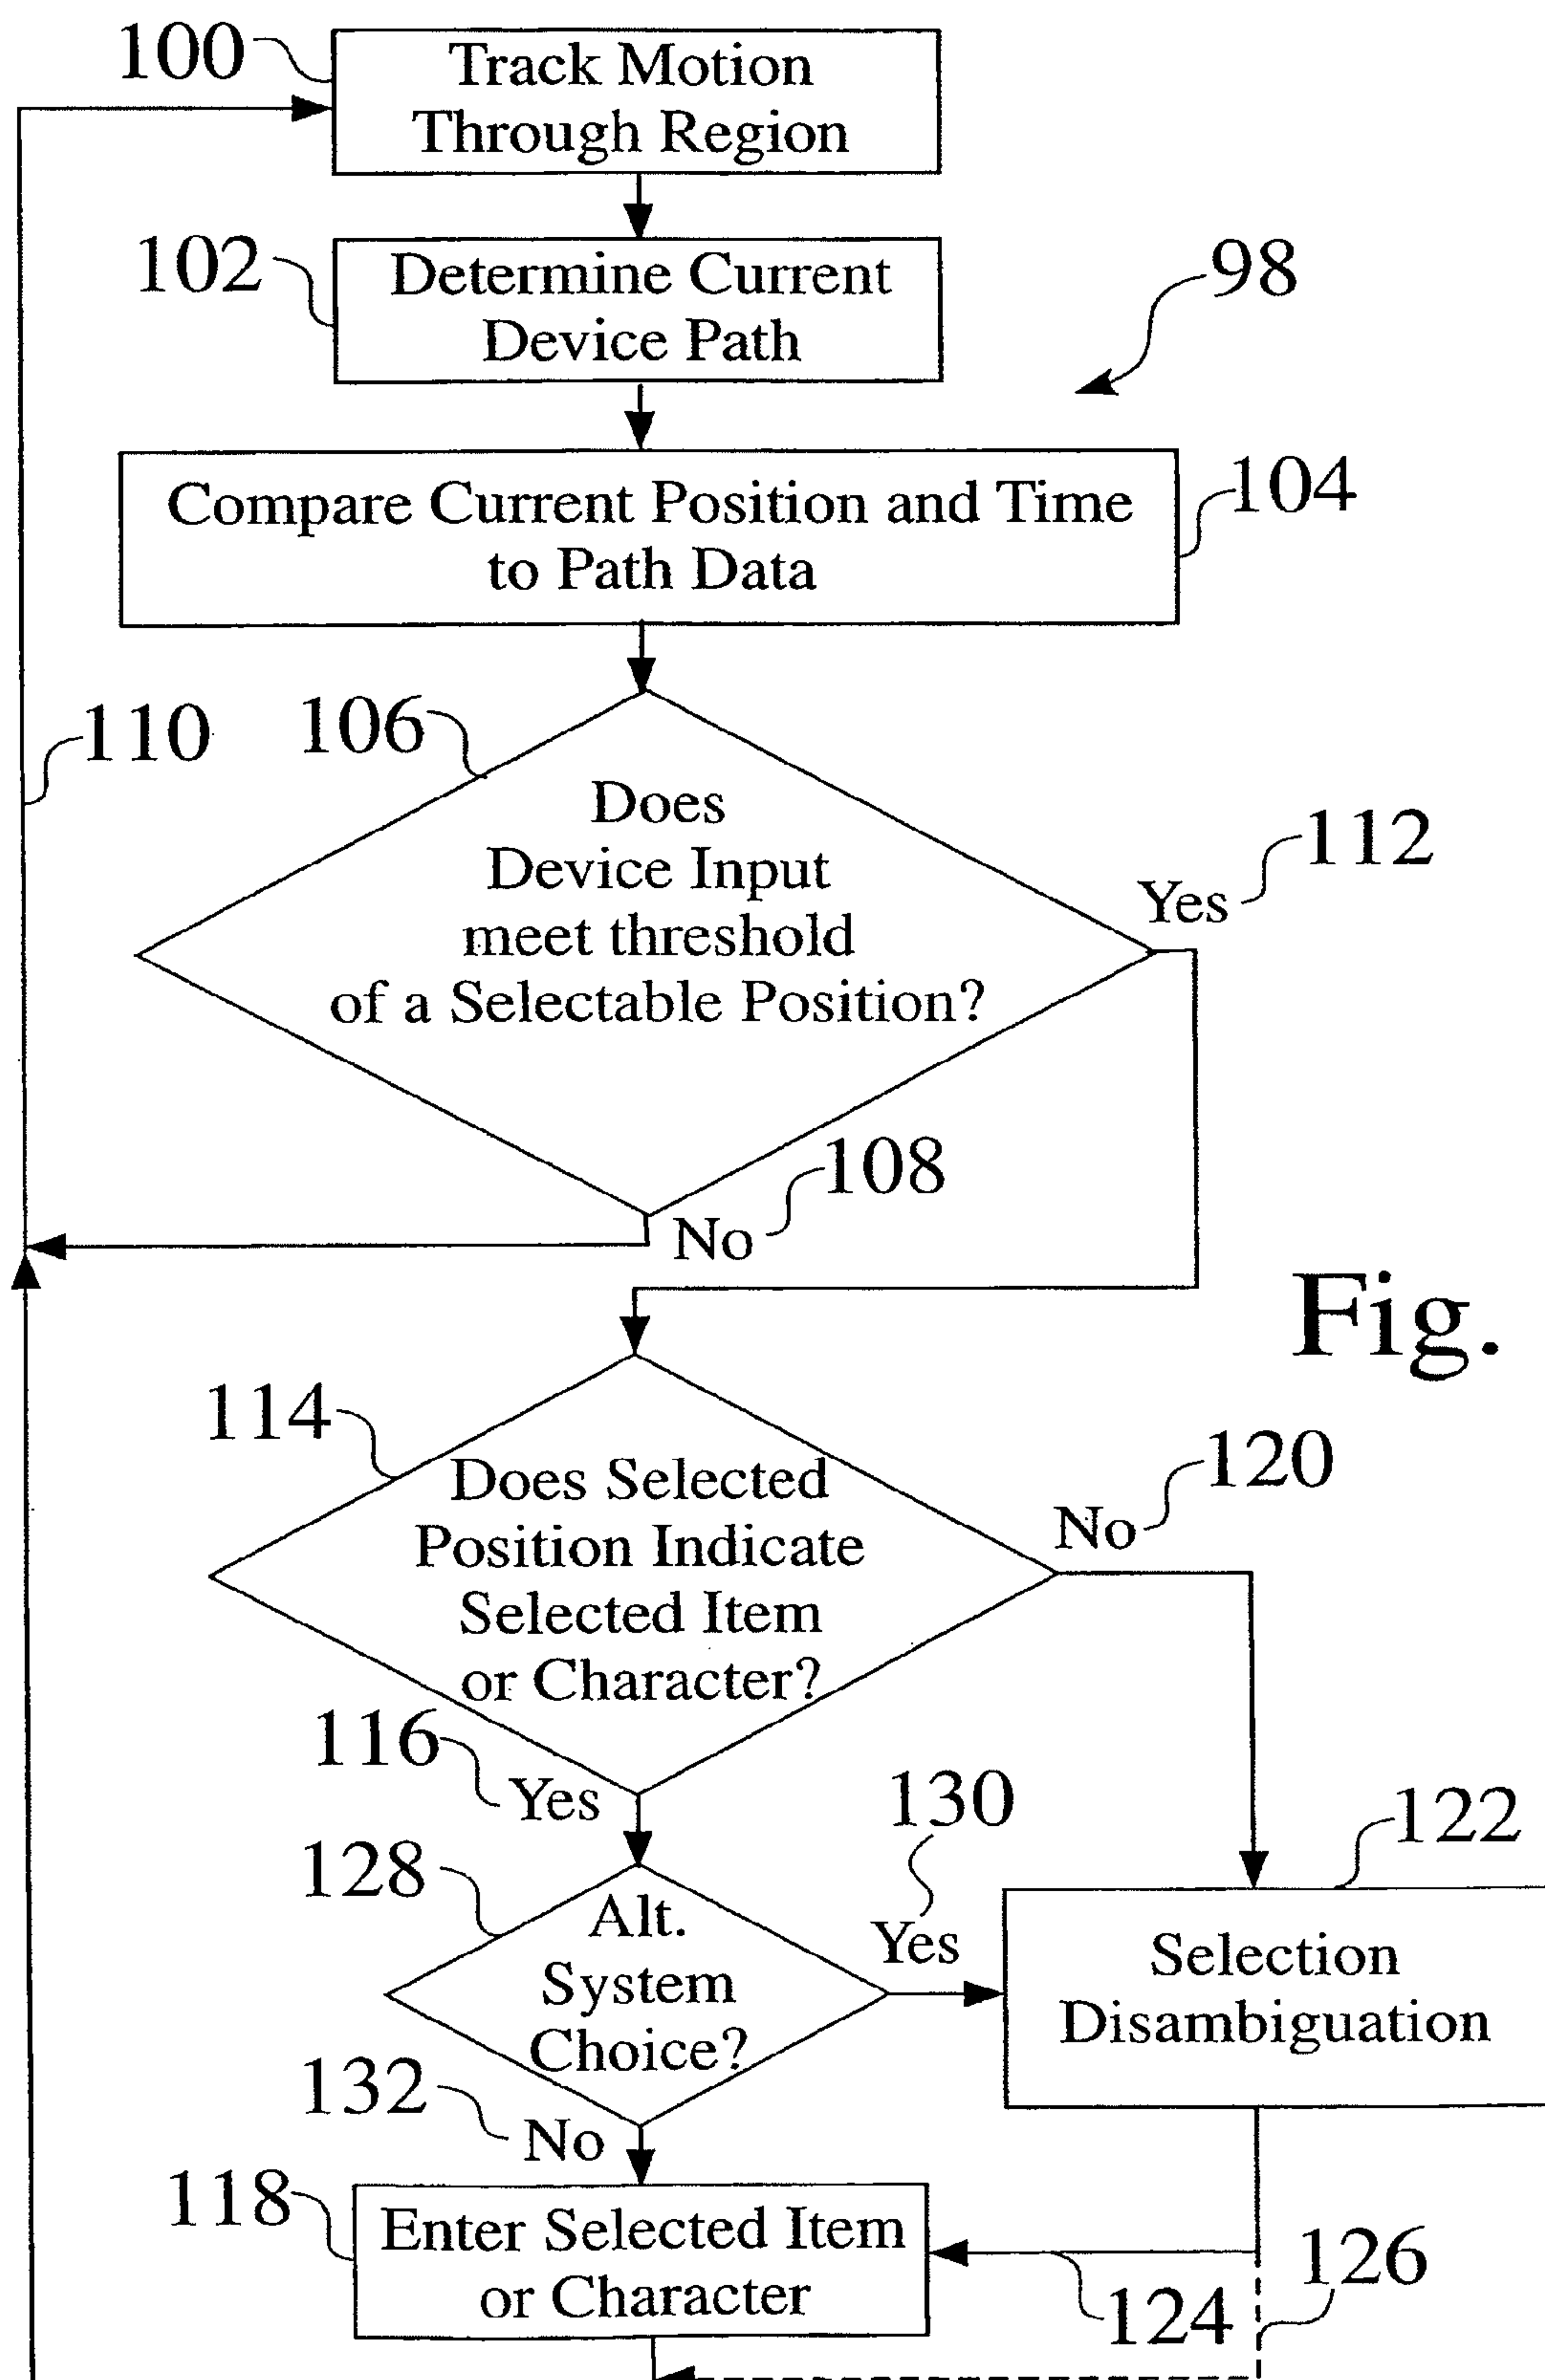 100
Track Motion
Through Region
102
Determine Current
Device Path
98
Compare Current Position and Time
to Path Data
104
110
106
Does
Device Input
meet threshold
of a Selectable Position?
Yes
112
No
108
Fig.
114
Does Selected
Position Indicate
Selected Item
or Character?
No
120
116
Yes
128
Alt.
System
Choice?
130
Yes
122
Selection
Disambiguation
132
No
118
Enter Selected Item
or Character
124
126